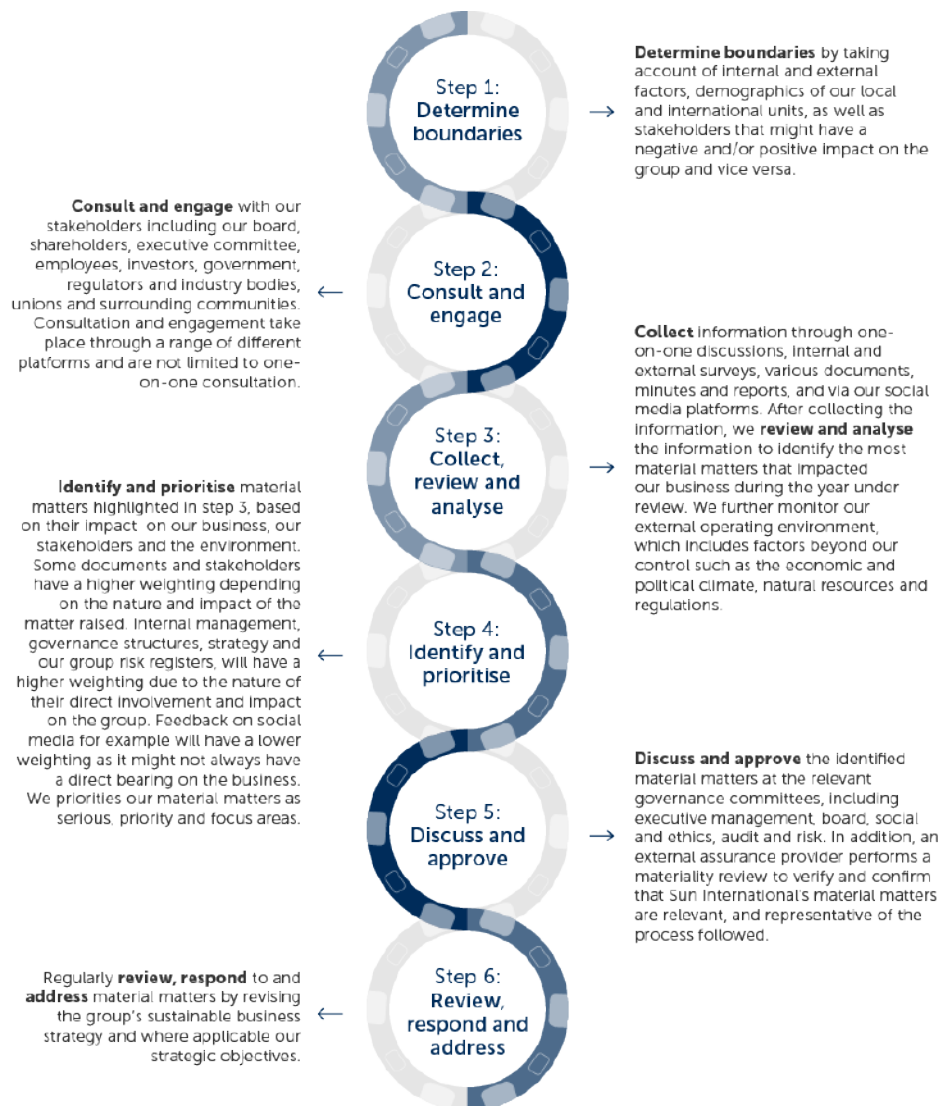 Step 1:
Determine
boundaries
Determine boundaries by taking
account of internal and external
factors, demographics of our local
and international units, as well as
stakeholders that might have a
negative and/or positive impact on the
group and vice versa.
Step 2:
Consult and
engage
Consult and engage with our
stakeholders including our board,
shareholders, executive committee,
employees, investors, government,
regulators and industry bodies,
unions and surrounding communities.
Consultation and engagement take
place through a range of different
platforms and are not limited to one-
on-one consultation.
Step 3:
Collect,
review and
analyse
Collect information through one-
on-one discussions, internal and
external surveys, various documents,
minutes and reports, and via our social
media platforms. After collecting the
information, we review and analyse
the information to identify the most
material matters that impacted
our business during the year under
review. We further monitor our
external operating environment,
which includes factors beyond our
control such as the economic and
political climate, natural resources and
regulations.
Step 4:
Identify and
prioritise
Identify and prioritise material
matters highlighted in step 3, based
on their impact on our business, our
stakeholders and the environment.
Some documents and stakeholders
have a higher weighting depending
on the nature and impact of the
matter raised. Internal management,
governance structures, strategy and
our group risk registers, will have a
higher weighting due to the nature of
their direct involvement and impact
on the group. Feedback on social
media for example will have a lower
weighting as it might not always have
a direct bearing on the business.
We priorities our material matters as
serious, priority and focus areas.
Step 5:
Discuss and
approve
Discuss and approve the identified
material matters at the relevant
governance committees, including
executive management, board, social
and ethics, audit and risk. In addition, an
external assurance provider performs a
materiality review to verify and confirm
that Sun International's material matters
are relevant, and representative of the
process followed.
Step 6:
Review,
respond and
address
Regularly review, respond to and
address material matters by revising
the group's sustainable business
strategy and where applicable our
strategic objectives.